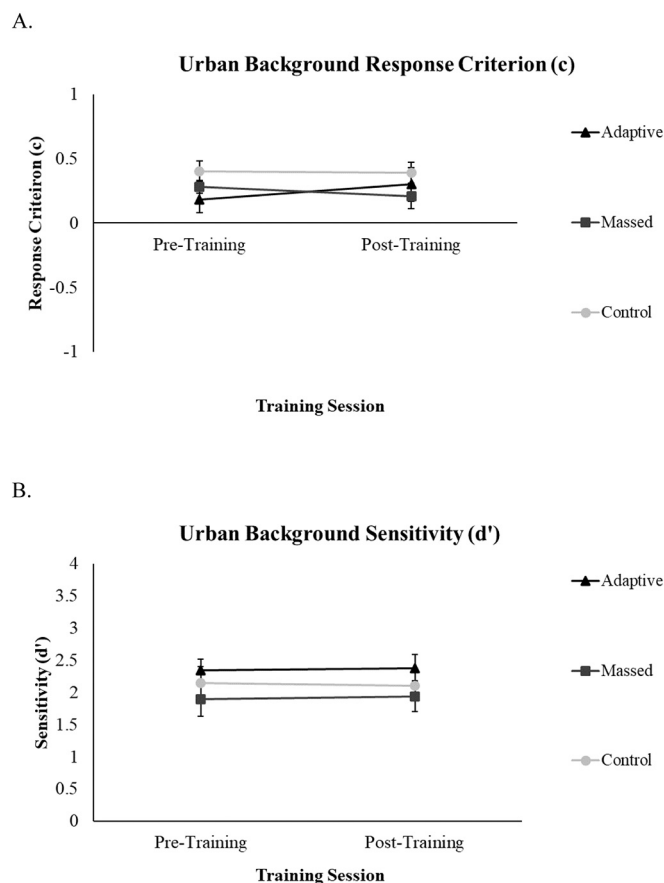 A.
Urban Background Response Criterion (c)
1
0.5
0
-0.5
-1
Response Criteiron (c)
Pre-Training
Post-Training
Training Session
Adaptive
Massed
Control
B.
Urban Background Sensitivity (d')
4
3.5
3
2.5
2
1.5
1
0.5
0
Sensitivity (d')
Pre-Training
Post-Training
Training Session
Adaptive
Massed
Control